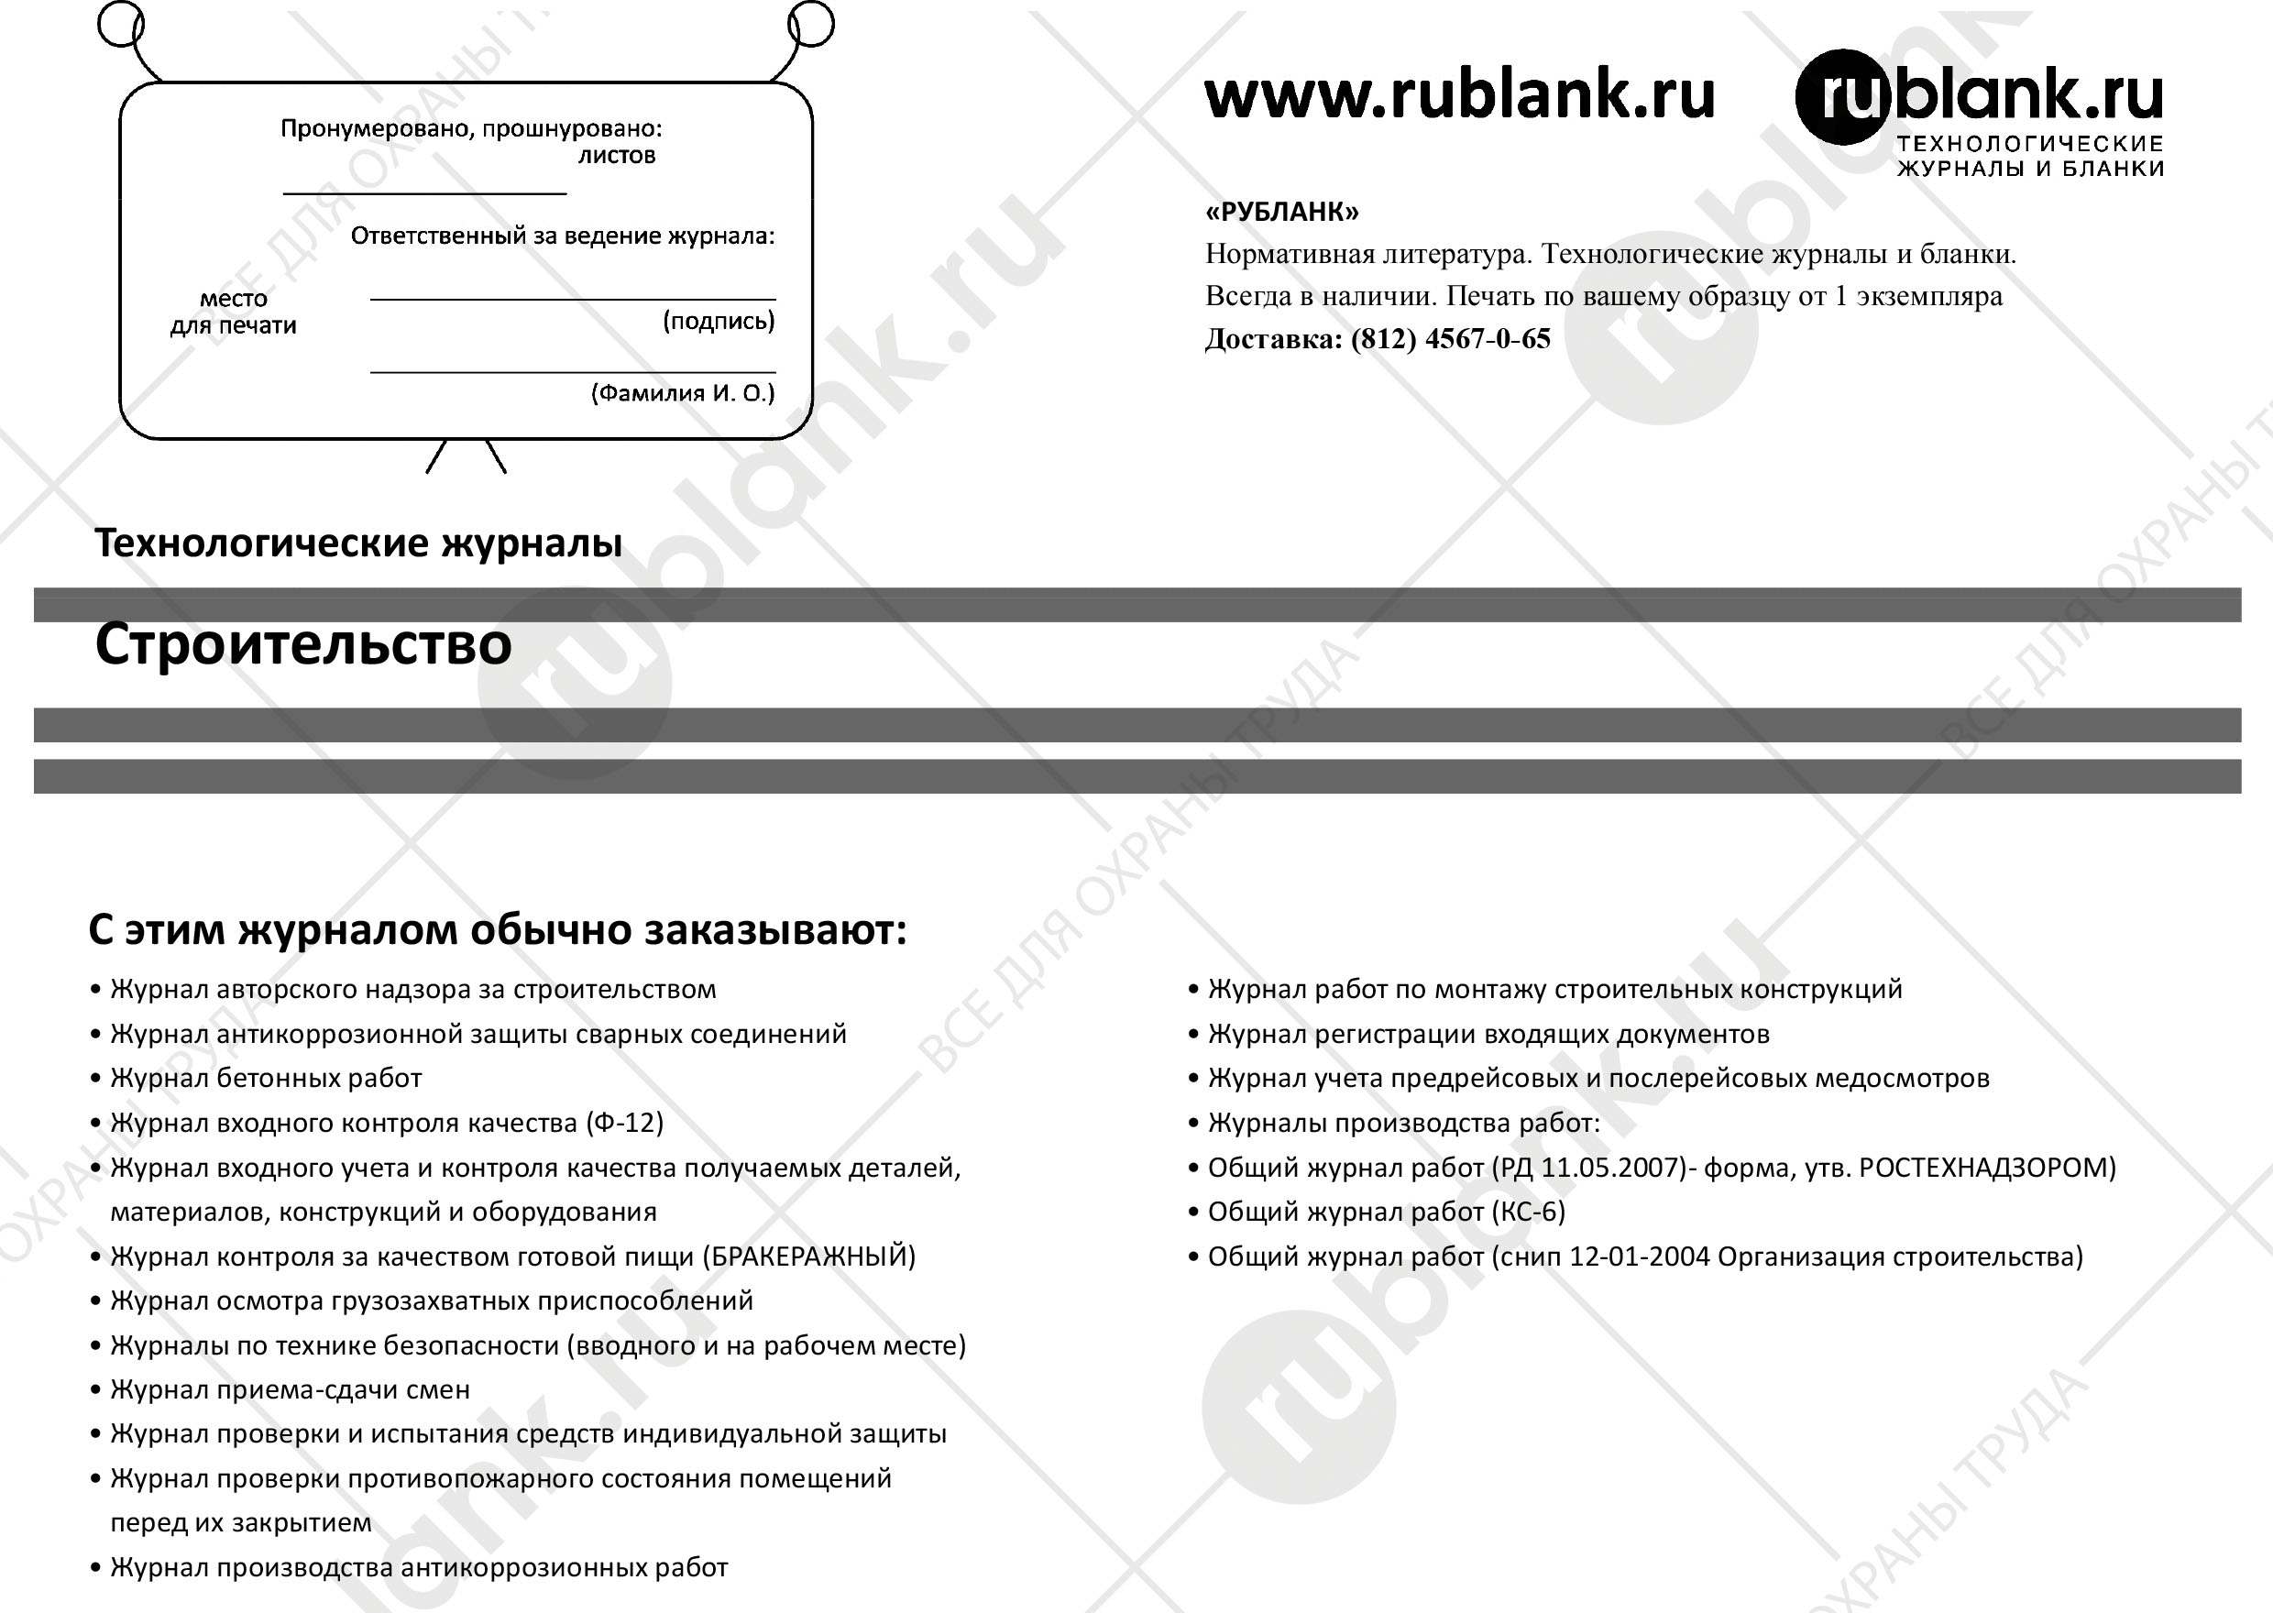 Пронумеровано, прошнуровано:
листов
Ответственный за ведение журнала:
место
для печати
(подпись)
(Фамилия И. О.)
www.rublank.ru
rublank.ru
ТЕХНОЛОГИЧЕСКИЕ
ЖУРНАЛЫ И БЛАНКИ
«РУБЛАНК»
Нормативная литература. Технологические журналы и бланки.
Всегда в наличии. Печать по вашему образцу от 1 экземпляра
Доставка: (812) 4567-0-65
Технологические журналы
Строительство
С этим журналом обычно заказывают:
• Журнал авторского надзора за строительством
• Журнал антикоррозионной защиты сварных соединений
• Журнал бетонных работ
• Журнал входного контроля качества (Ф-12)
• Журнал входного учета и контроля качества получаемых деталей,
материалов, конструкций и оборудования
• Журнал контроля за качеством готовой пищи (БРАКЕРАЖНЫЙ)
• Журнал осмотра грузозахватных приспособлений
• Журналы по технике безопасности (вводного и на рабочем месте)
• Журнал приема-сдачи смен
• Журнал проверки и испытания средств индивидуальной защиты
• Журнал проверки противопожарного состояния помещений
перед их закрытием
• Журнал производства антикоррозионных работ
• Журнал работ по монтажу строительных конструкций
• Журнал регистрации входящих документов
• Журнал учета предрейсовых и послерейсовых медосмотров
• Журналы производства работ:
• Общий журнал работ (РД 11.05.2007)- форма, утв. РОСТЕХНАДЗОРОМ)
• Общий журнал работ (КС-6)
• Общий журнал работ (снип 12-01-2004 Организация строительства)
rublank.ru
ВСЕ ДЛЯ ОХРАНЫ ТРУДА